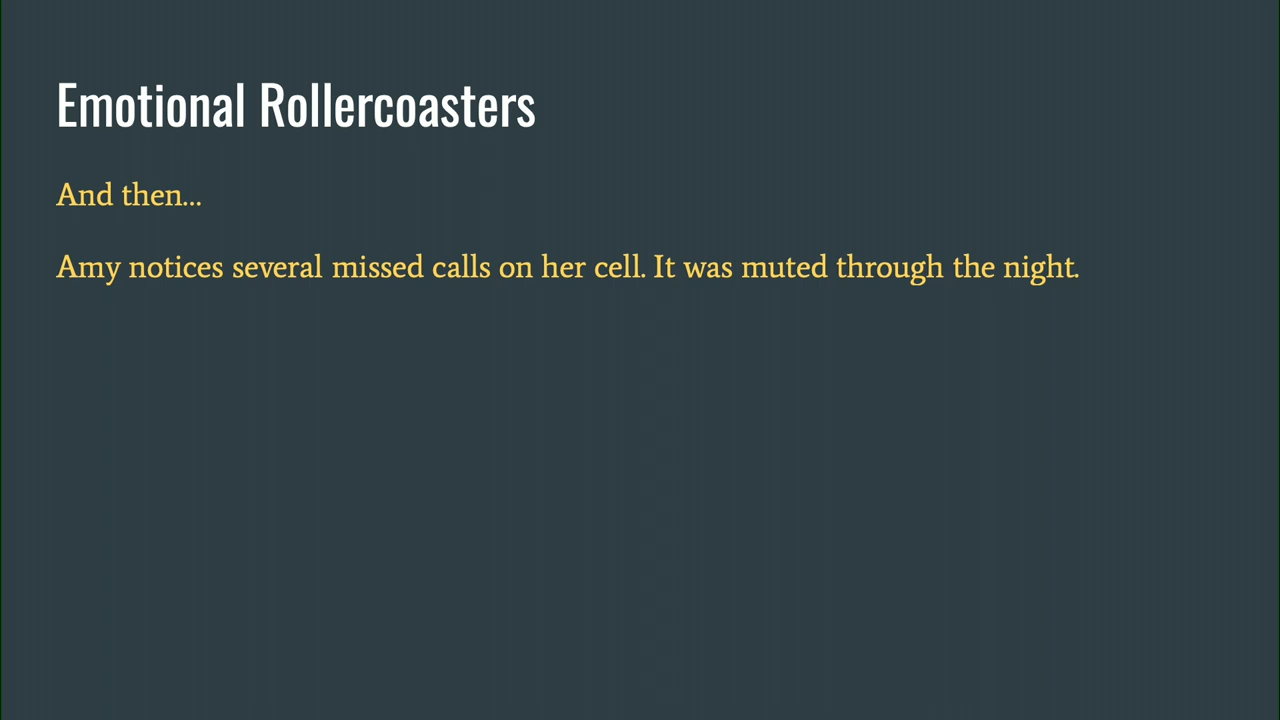 Emotional Rollercoasters
And then...
Amy notices several missed calls on her cell. It was muted through the night.